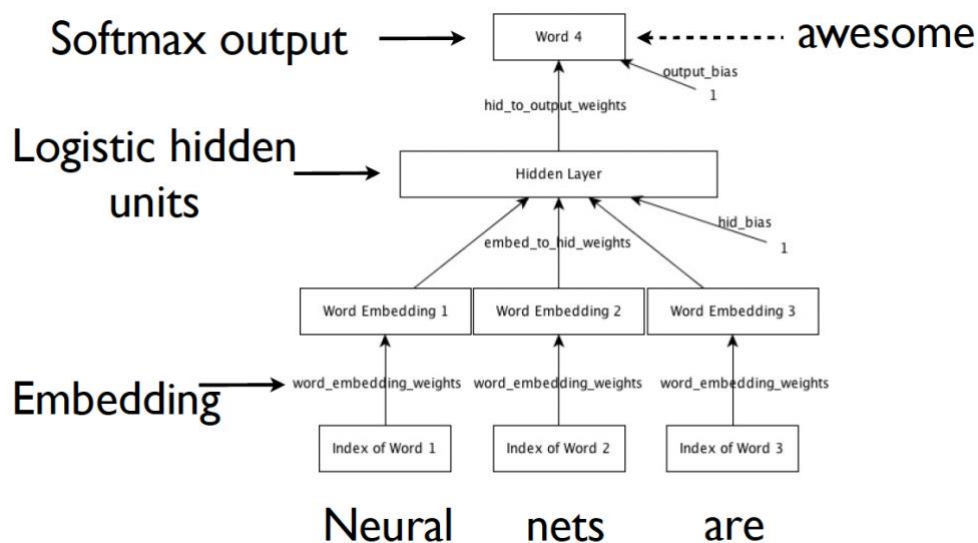 Softmax output
Word 4
awesome
output_bias
1
hid_to_output_weights
Logistic hidden
units
Hidden Layer
hid_bias
1
embed_to_hid_weights
Word Embedding 1
Word Embedding 2
Word Embedding 3
Embedding
word_embedding_weights
word_embedding_weights
word_embedding_weights
Index of Word 1
Index of Word 2
Index of Word 3
Neural nets are